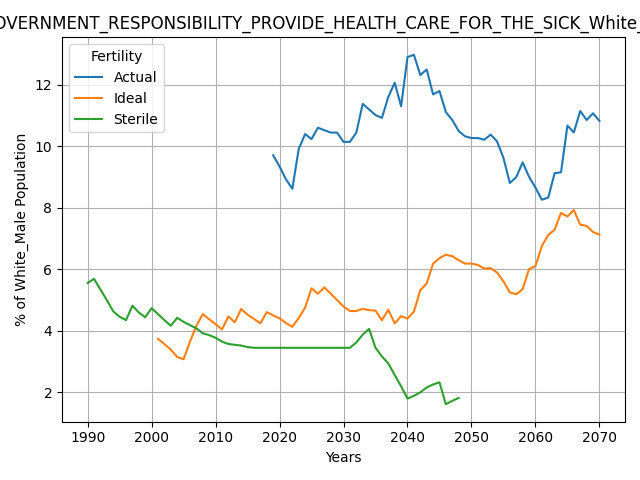 OVERNMENT_RESPONSIBILITY_PROVIDE_HEALTH_CARE_FOR_THE_SICK_White_
Fertility
Actual
Ideal
Sterile
% of White_Male Population
12
10
8
6
4
2
1990 2000 2010 2020 2030 2040 2050 2060 2070
Years